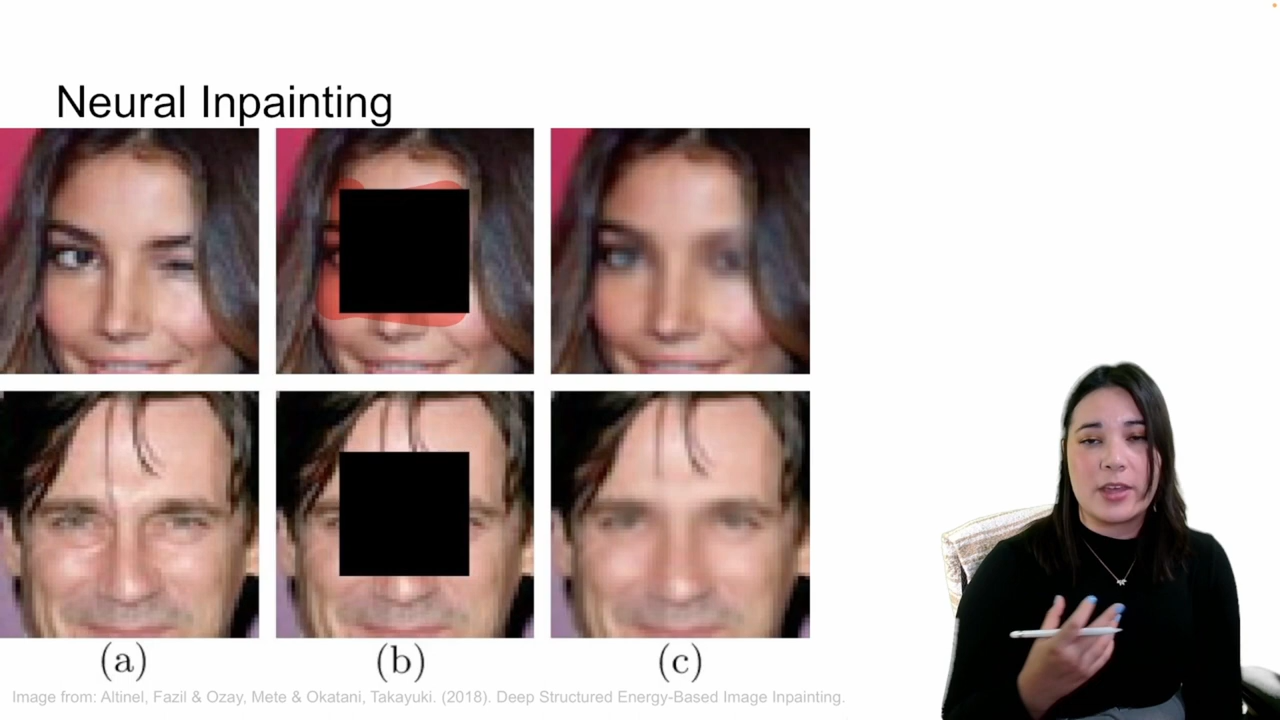 Neural Inpainting
(a) (b) (c)
Image from: Altinel, Fazil & Ozay, Mete & Okatani, Takayuki. (2018). Deep Structured Energy-Based Image Inpainting.